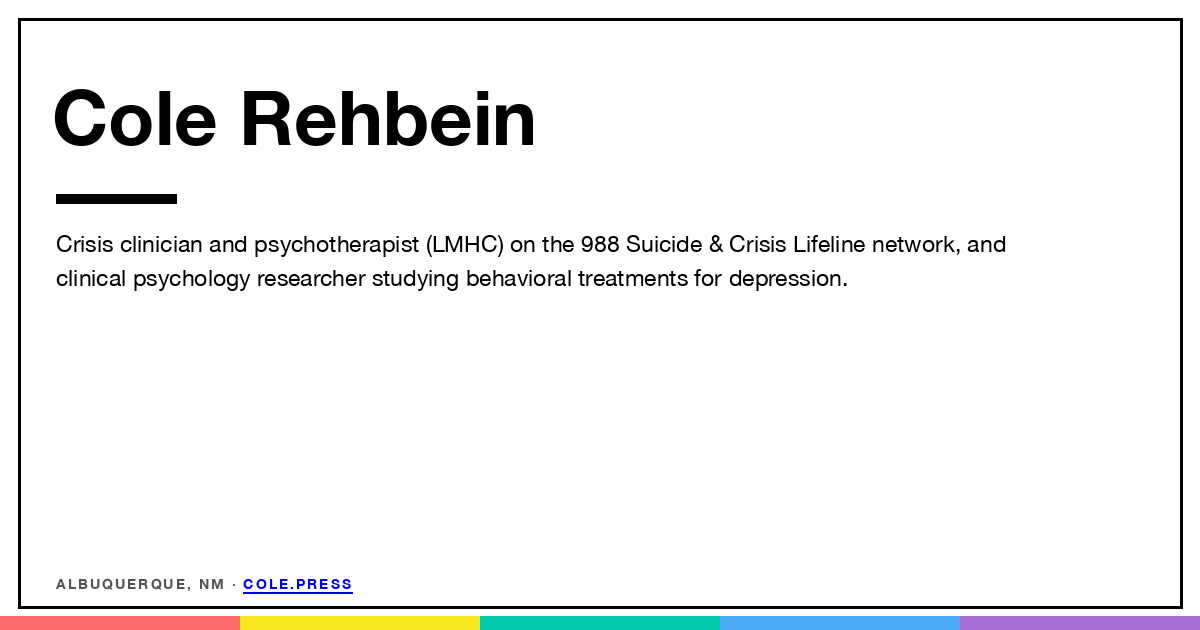 Cole Rehbein
Crisis clinician and psychotherapist (LMHC) on the 988 Suicide & Crisis Lifeline network, and
clinical psychology researcher studying behavioral treatments for depression.
ALBUQUERQUE, NM · COLE.PRESS